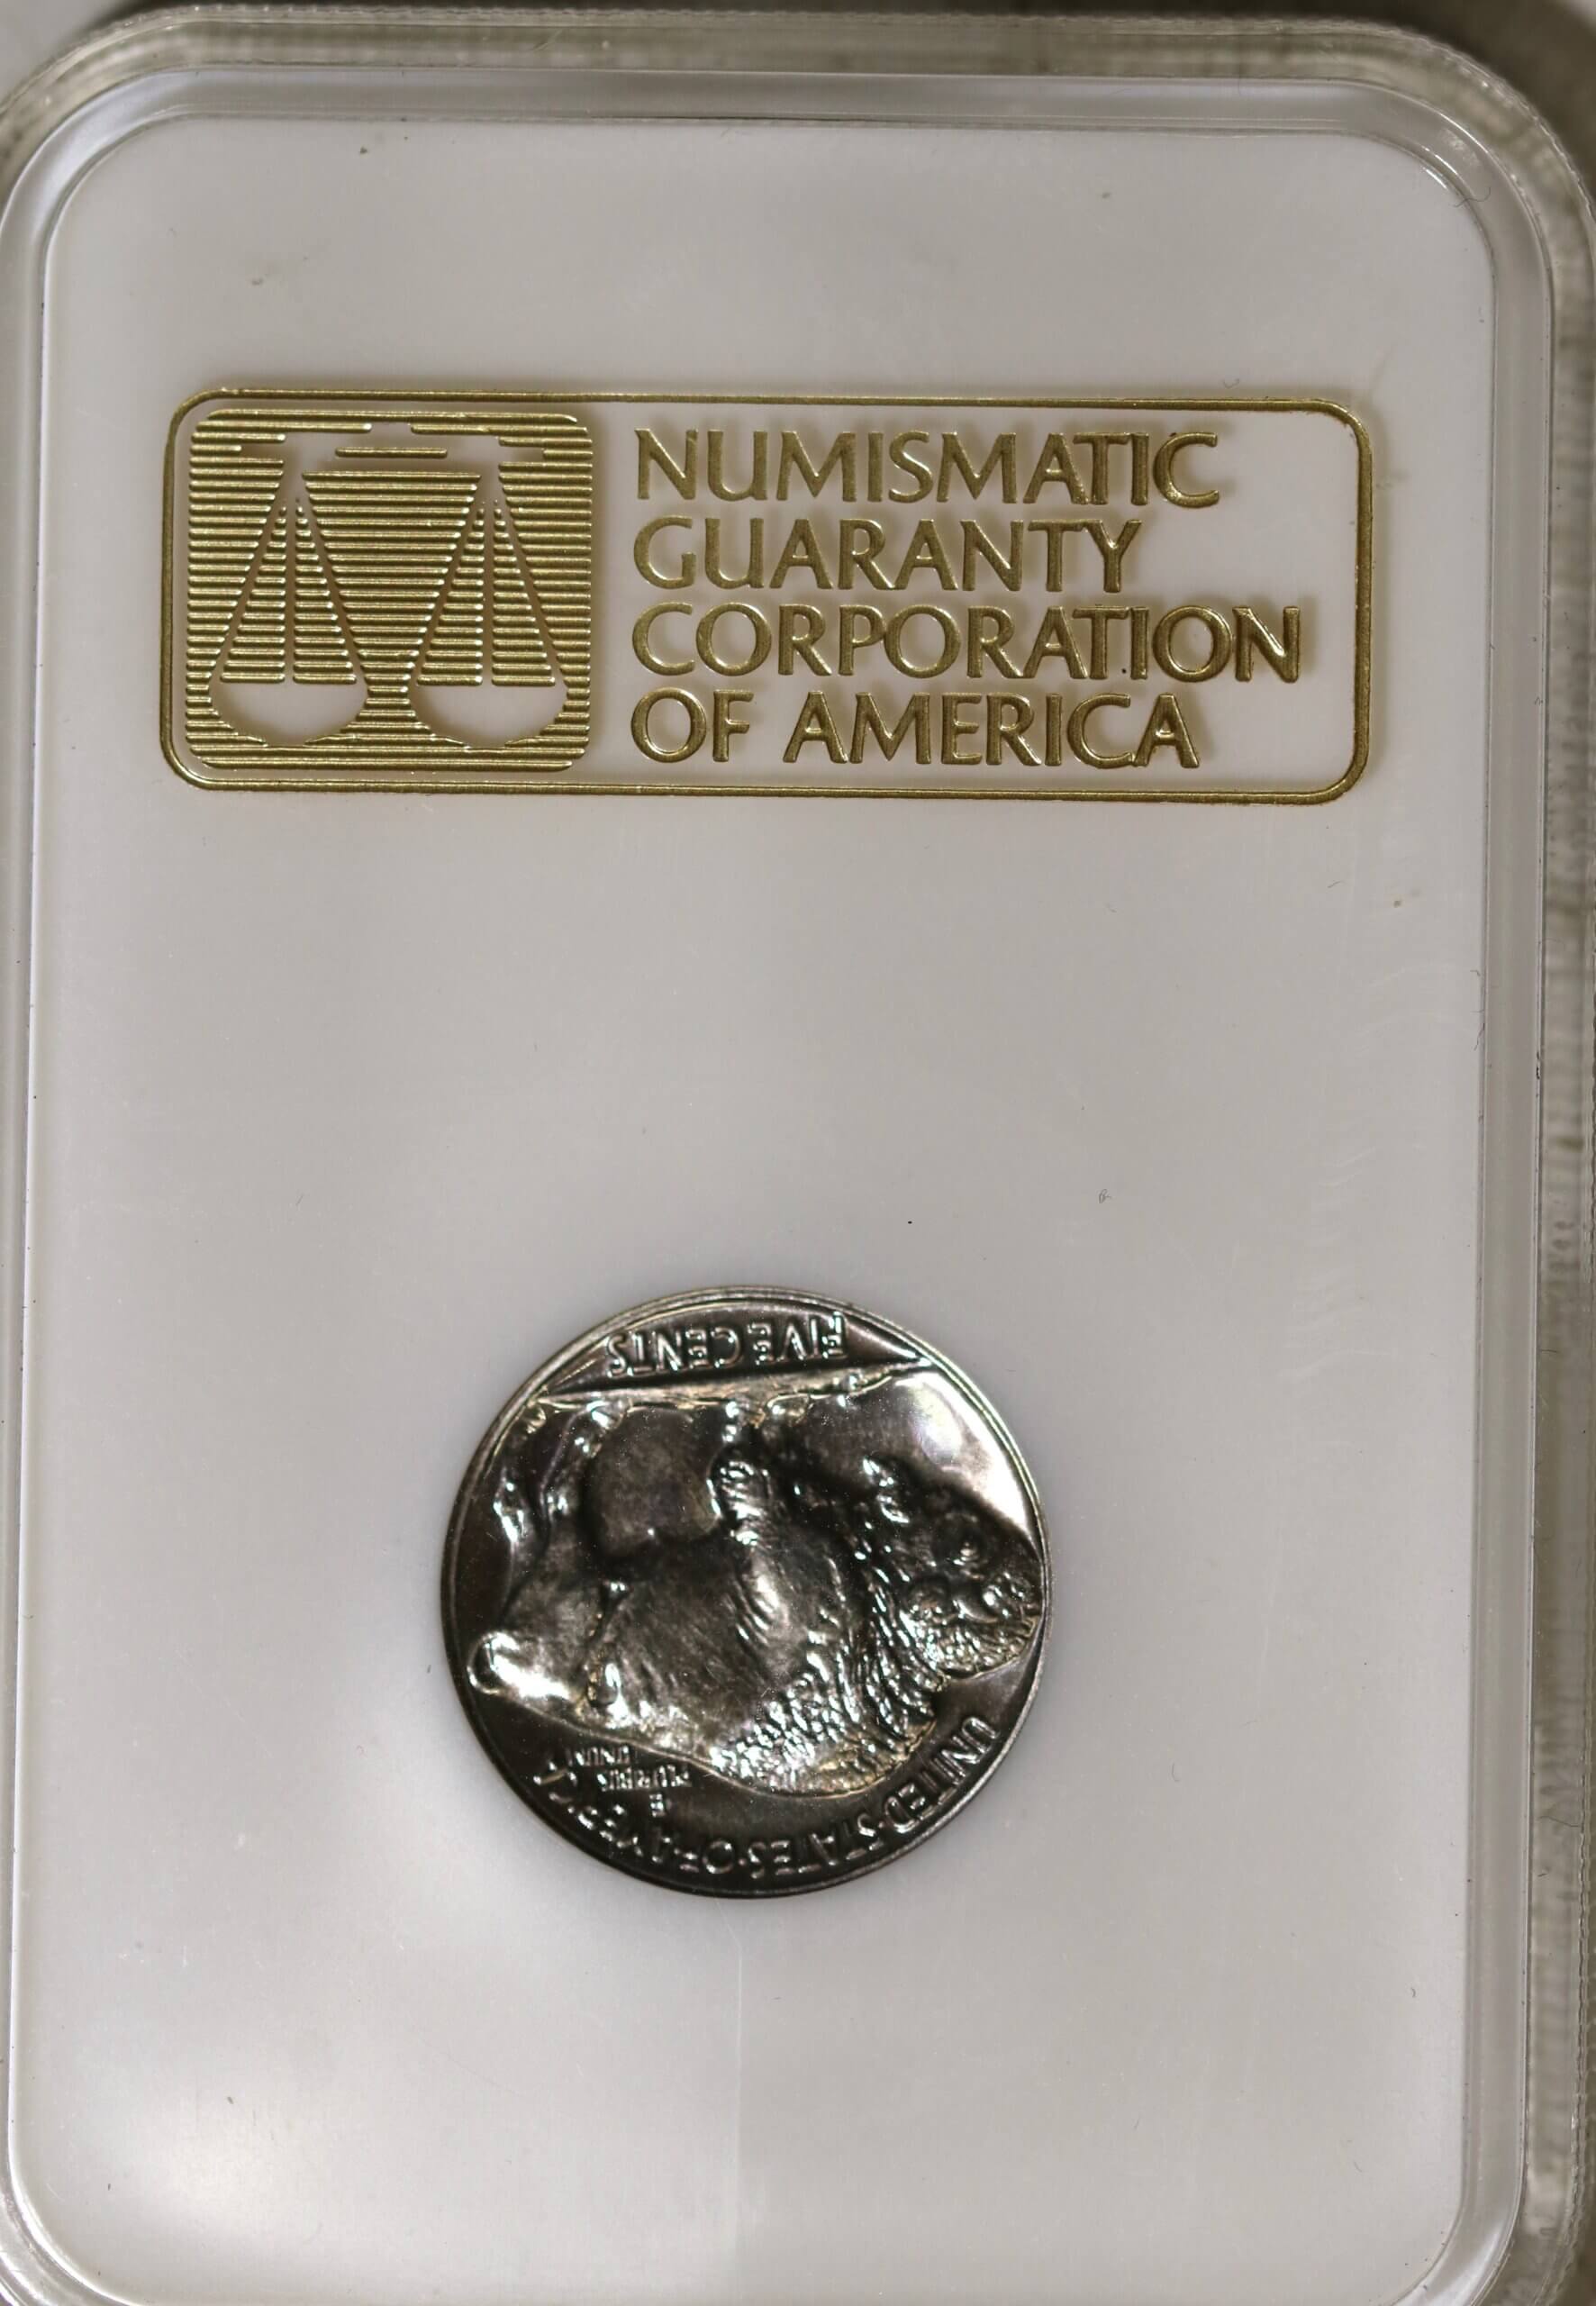 NUMISMATIC
GUARANTY
CORPORATION
OF AMERICA
FIVE CENTS
UNITED·STATES·OF·AMERICA
E
PLURIBUS
UNUM